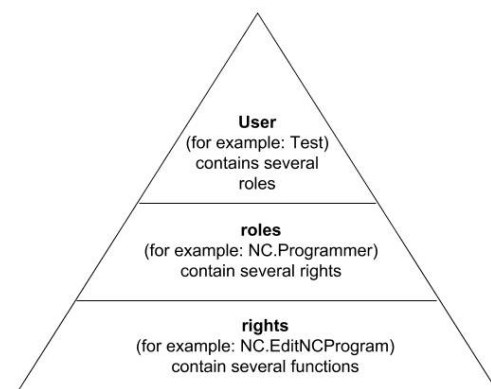 User
(for example: Test)
contains several
roles
roles
(for example: NC.Programmer)
contain several rights
rights
(for example: NC.EditNCProgram)
contain several functions